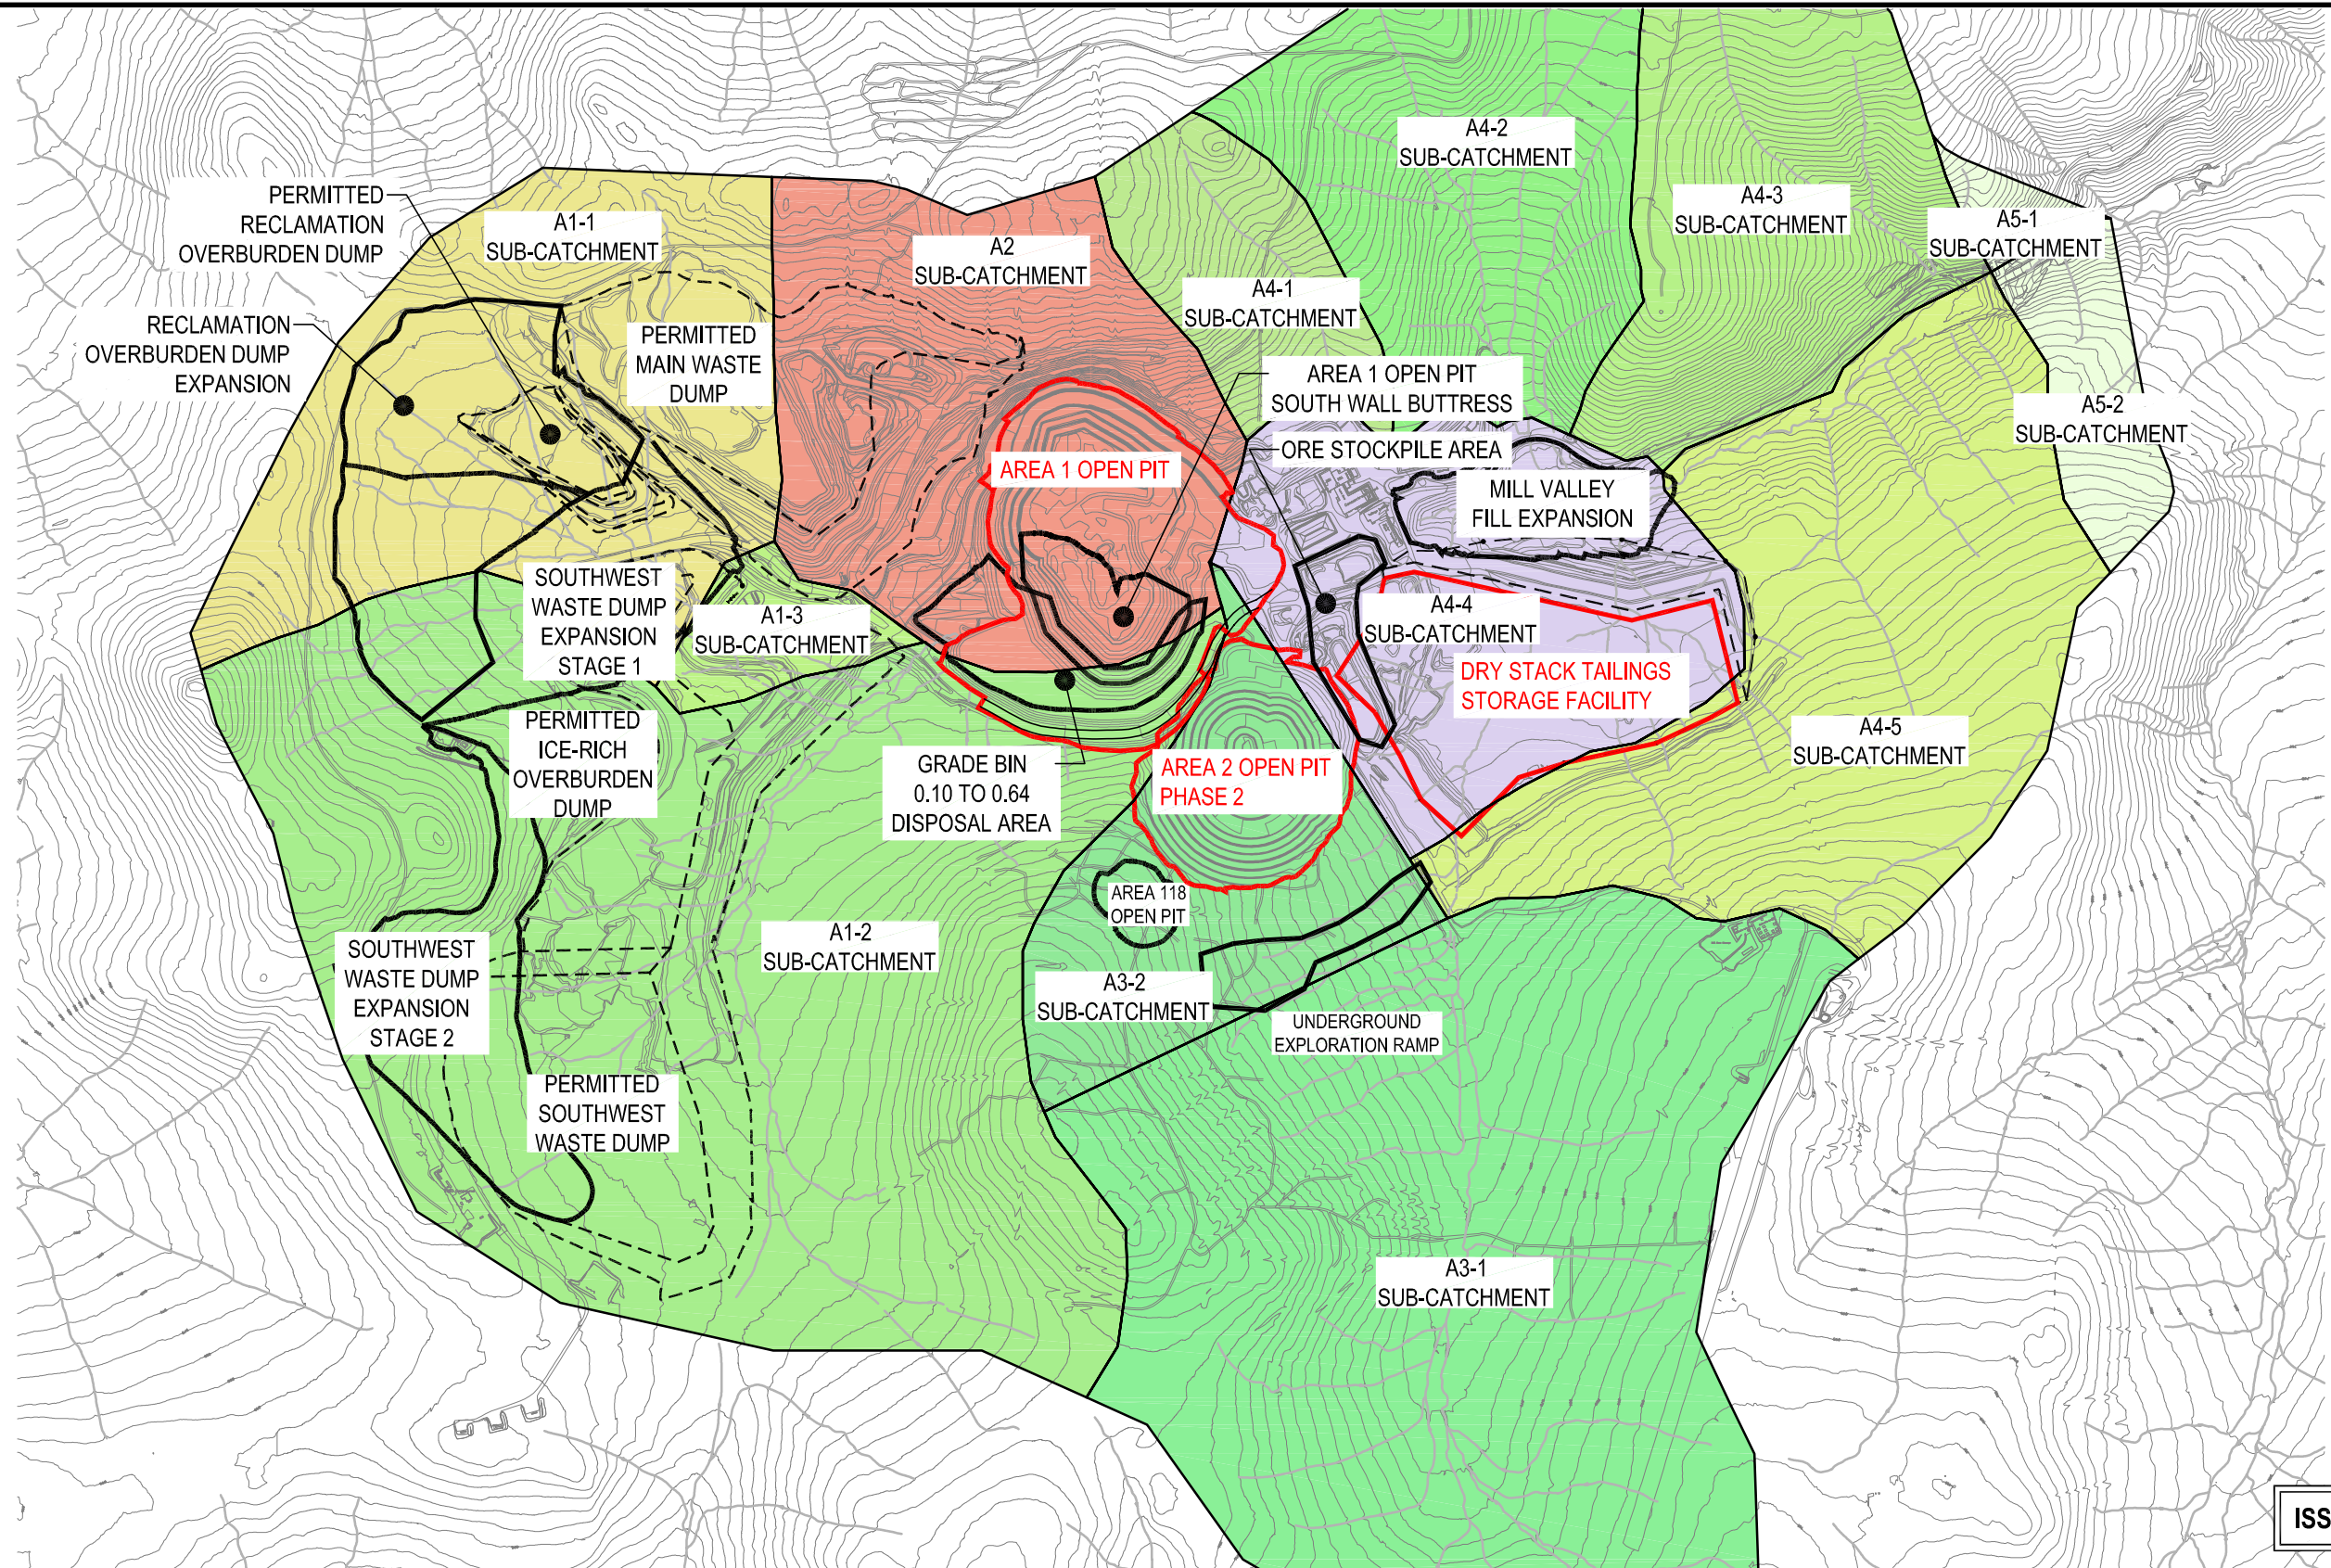 A4-2
SUB-CATCHMENT
PERMITTED
RECLAMATION
OVERBURDEN DUMP
A1-1
SUB-CATCHMENT
A2
SUB-CATCHMENT
A4-3
SUB-CATCHMENT
A5-1
SUB-CATCHMENT
A4-1
SUB-CATCHMENT
RECLAMATION
OVERBURDEN DUMP
EXPANSION
PERMITTED
MAIN WASTE
DUMP
AREA 1 OPEN PIT
SOUTH WALL BUTTRESS
A5-2
SUB-CATCHMENT
ORE STOCKPILE AREA
AREA 1 OPEN PIT
MILL VALLEY
FILL EXPANSION
SOUTHWEST
WASTE DUMP
EXPANSION
STAGE 1
A1-3
SUB-CATCHMENT
A4-4
SUB-CATCHMENT
DRY STACK TAILINGS
STORAGE FACILITY
PERMITTED
ICE-RICH
OVERBURDEN
DUMP
A4-5
SUB-CATCHMENT
GRADE BIN
0.10 TO 0.64
DISPOSAL AREA
AREA 2 OPEN PIT
PHASE 2
AREA 118
OPEN PIT
A1-2
SUB-CATCHMENT
SOUTHWEST
WASTE DUMP
EXPANSION
STAGE 2
A3-2
SUB-CATCHMENT
UNDERGROUND
EXPLORATION RAMP
PERMITTED
SOUTHWEST
WASTE DUMP
A3-1
SUB-CATCHMENT
ISS